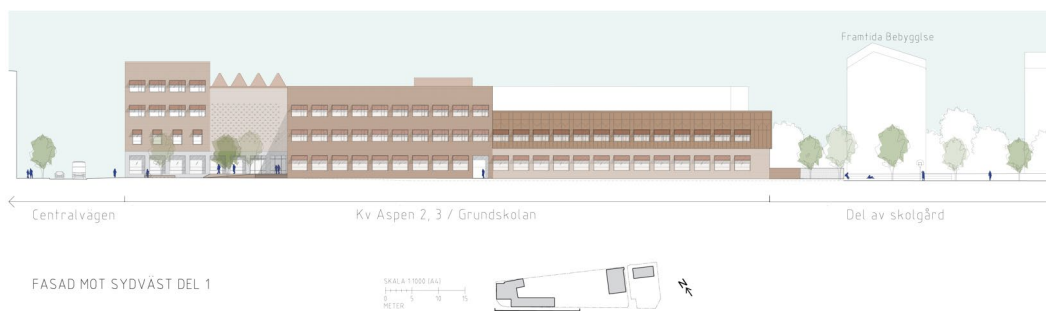 Framtida Bebygglse
Centralvägen
Kv Aspen 2, 3 / Grundskolan
Del av skolgård
FASAD MOT SYDVÄST DEL 1
SKALA 1:1000 (A4)
0 5 10 15
METER
N